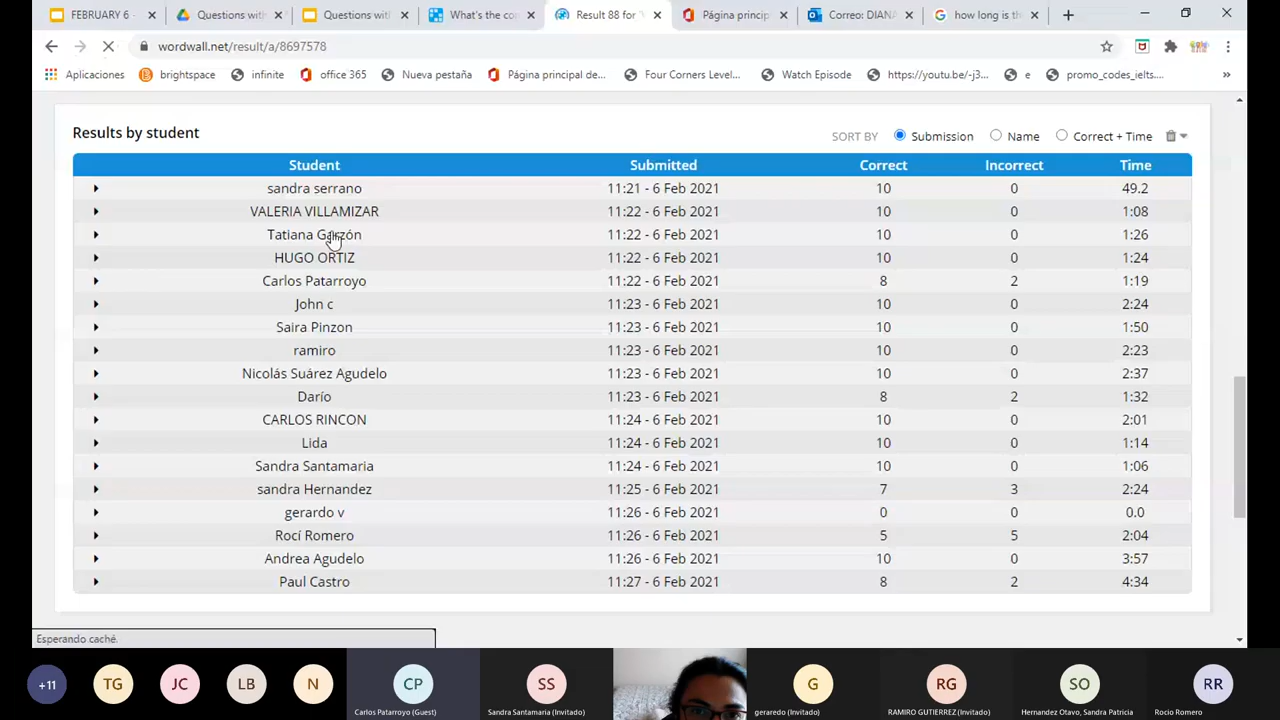 FEBRUARY 6
Questions with
Questions with
What's the co
Result 88 for '
Página princip
Correo: DIANA
how long is th
wordwall.net/result/a/8697578
Aplicaciones
brightspace
infinite
office 365
Nueva pestaña
Página principal de...
Four Corners Level...
Watch Episode
https://youtu.be/-j3...
e
promo_codes_ielts....
»
Results by student
SORT BY Submission Name Correct + Time
Student Submitted Correct Incorrect Time
sandra serrano 11:21 - 6 Feb 2021 10 0 49.2
VALERIA VILLAMIZAR 11:22 - 6 Feb 2021 10 0 1:08
Tatiana Garzón 11:22 - 6 Feb 2021 10 0 1:26
HUGO ORTIZ 11:22 - 6 Feb 2021 10 0 1:24
Carlos Patarroyo 11:22 - 6 Feb 2021 8 2 1:19
John c 11:23 - 6 Feb 2021 10 0 2:24
Saira Pinzon 11:23 - 6 Feb 2021 10 0 1:50
ramiro 11:23 - 6 Feb 2021 10 0 2:23
Nicolás Suárez Agudelo 11:23 - 6 Feb 2021 10 0 2:37
Darío 11:23 - 6 Feb 2021 8 2 1:32
CARLOS RINCON 11:24 - 6 Feb 2021 10 0 2:01
Lida 11:24 - 6 Feb 2021 10 0 1:14
Sandra Santamaria 11:24 - 6 Feb 2021 10 0 1:06
sandra Hernandez 11:25 - 6 Feb 2021 7 3 2:24
gerardo v 11:26 - 6 Feb 2021 0 0 0.0
Rocí Romero 11:26 - 6 Feb 2021 5 5 2:04
Andrea Agudelo 11:26 - 6 Feb 2021 10 0 3:57
Paul Castro 11:27 - 6 Feb 2021 8 2 4:34
Esperando caché.
+11 TG JC LB N CP SS G RG SO RR
Carlos Patarroyo (Guest)
Sandra Santamaria (Invitado)
geraredo (Invitado)
RAMIRO GUTIERREZ (Invitado)
Hernandez Otavo, Sandra Patricia
Rocio Romero